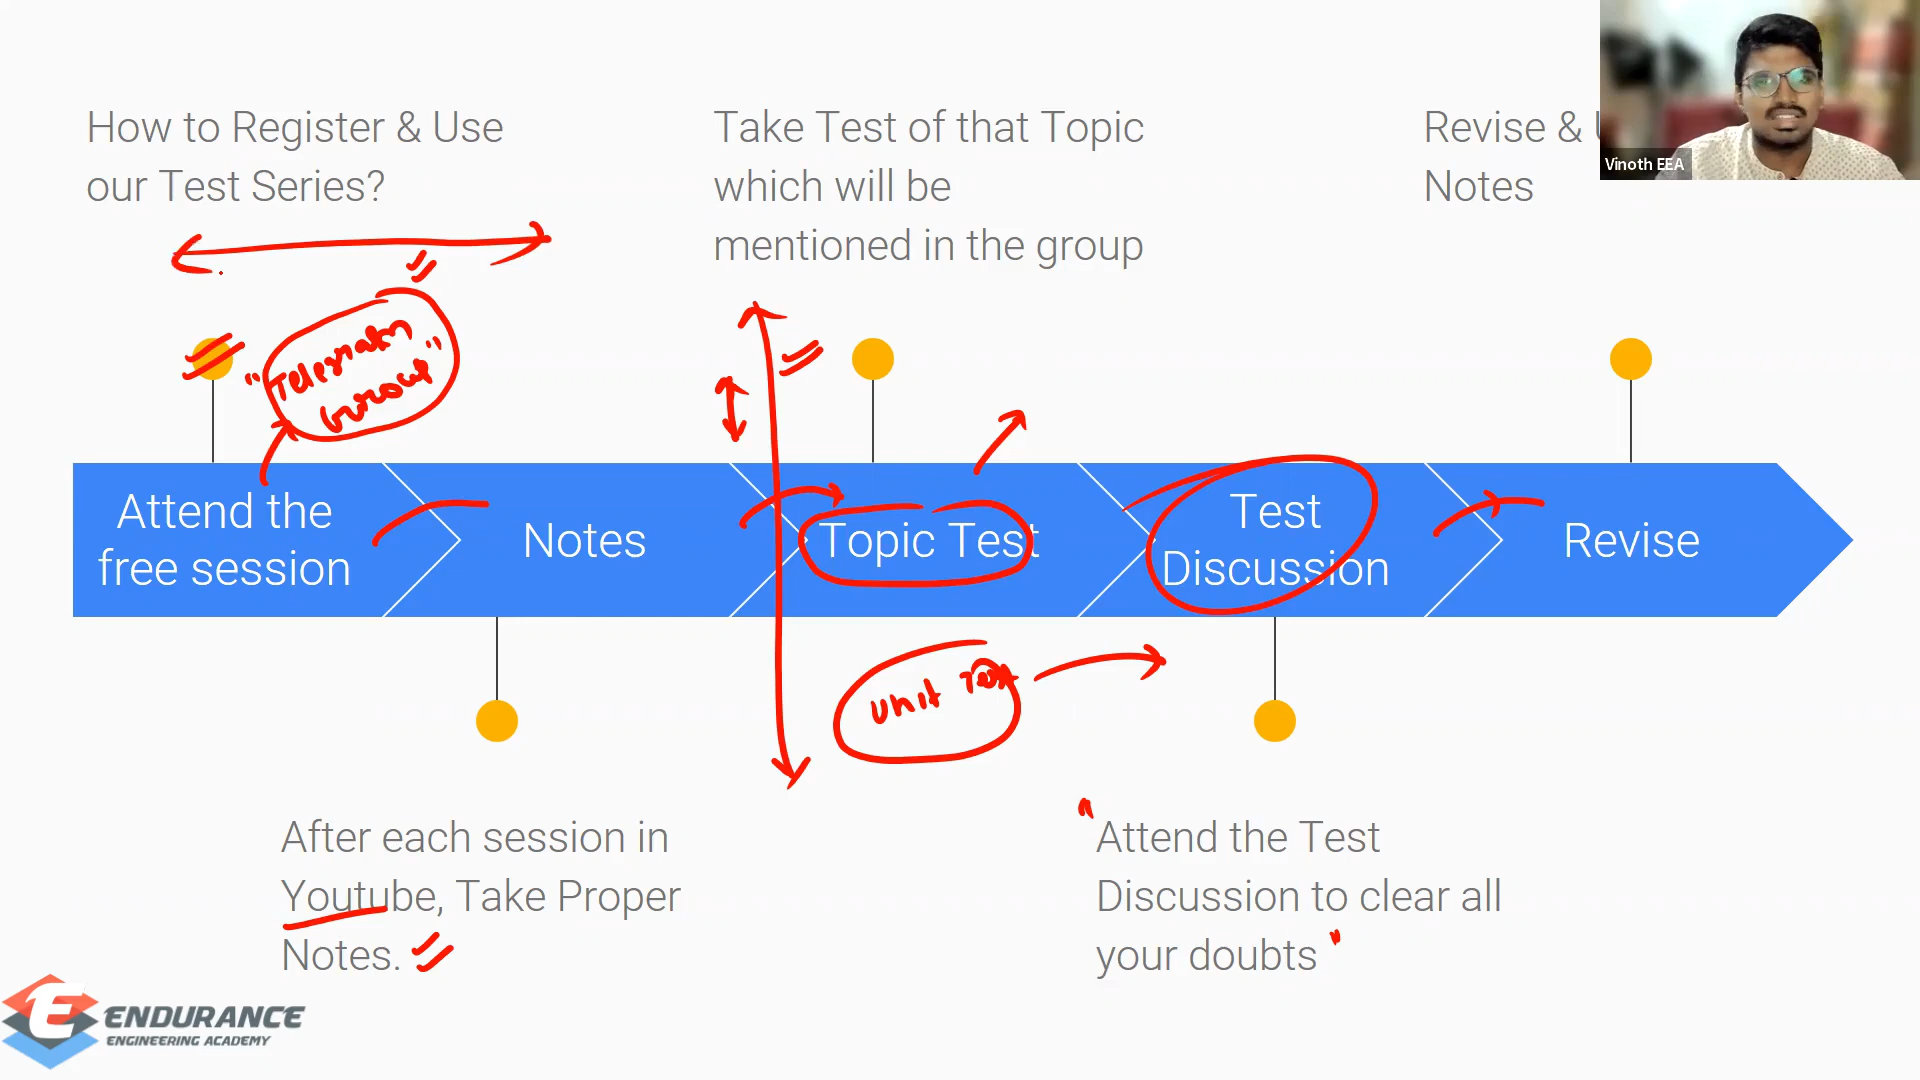 How to Register & Use
our Test Series?
Take Test of that Topic
which will be
mentioned in the group
Revise &
Notes
Vinoth EEA
"Telegram
Group"
Attend the
free session
Notes
Topic Test
Test
Discussion
Revise
Unit Test
After each session in
Youtube, Take Proper
Notes.
"Attend the Test
Discussion to clear all
your doubts"
ENDURANCE
ENGINEERING ACADEMY